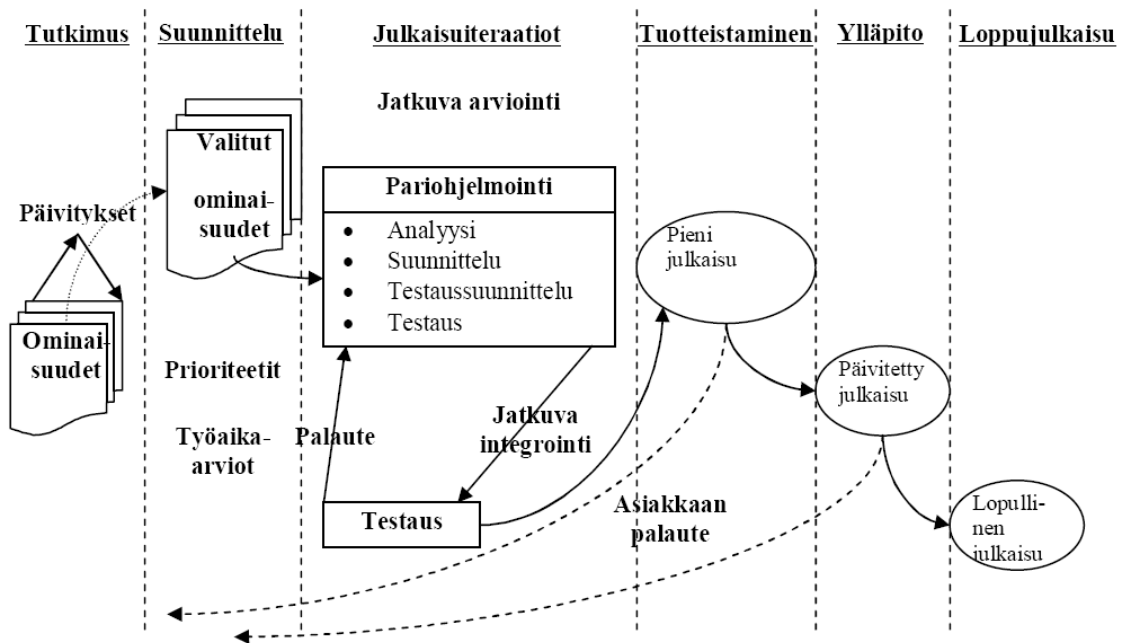 Tutkimus
Suunnittelu
Julkaisuiteraatiot
Tuotteistaminen
Ylläpito
Loppujulkaisu
Jatkuva arviointi
Valitut
ominai-
suudet
Päivitykset
Ominai-
suudet
Prioriteetit
Työaika-
arviot
Pariohjelmointi
• Analyysi
• Suunnittelu
• Testaussuunnittelu
• Testaus
Palaute
Jatkuva
integrointi
Testaus
Pieni
julkaisu
Asiakkaan
palaute
Päivitetty
julkaisu
Lopulli-
nen
julkaisu